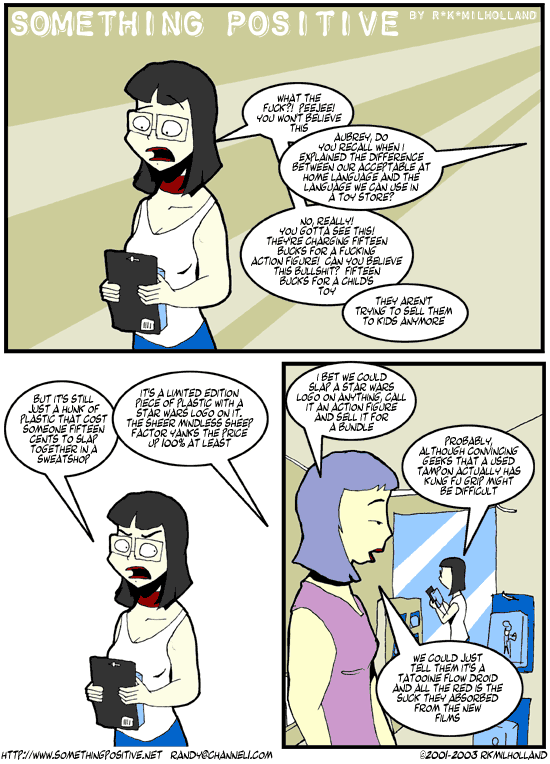 SOMETHING POSITIVE BY R*K*MILHOLLAND
WHAT THE
FUCK?! PEEJEE!
YOU WON'T BELIEVE
THIS
AUBREY, DO
YOU RECALL WHEN I
EXPLAINED THE DIFFERENCE
BETWEEN OUR ACCEPTABLE AT
HOME LANGUAGE AND THE
LANGUAGE WE CAN USE IN
A TOY STORE?
NO, REALLY!
YOU GOTTA SEE THIS!
THEY'RE CHARGING FIFTEEN
BUCKS FOR A FUCKING
ACTION FIGURE! CAN YOU BELIEVE
THIS BULLSHIT? FIFTEEN
BUCKS FOR A CHILD'S
TOY
THEY AREN'T
TRYING TO SELL THEM
TO KIDS ANYMORE
BUT IT'S STILL
JUST A HUNK OF
PLASTIC THAT COST
SOMEONE FIFTEEN
CENTS TO SLAP
TOGETHER IN A
SWEATSHOP
IT'S A LIMITED EDITION
PIECE OF PLASTIC WITH A
STAR WARS LOGO ON IT.
THE SHEER MINDLESS SHEEP
FACTOR YANKS THE PRICE
UP 100% AT LEAST
I BET WE COULD
SLAP A STAR WARS
LOGO ON ANYTHING, CALL
IT AN ACTION FIGURE
AND SELL IT FOR
A BUNDLE
PROBABLY,
ALTHOUGH CONVINCING
GEEKS THAT A USED
TAMPON ACTUALLY HAS
KUNG FU GRIP MIGHT
BE DIFFICULT
WE COULD JUST
TELL THEM IT'S A
TATOOINE FLOW DROID
AND ALL THE RED IS THE
SUCK THEY ABSORBED
FROM THE NEW
FILMS
HTTP://WWW.SOMETHINGPOSITIVE.NET RANDY@CHANNEL1.COM ©2001-2003 RKMILHOLLAND